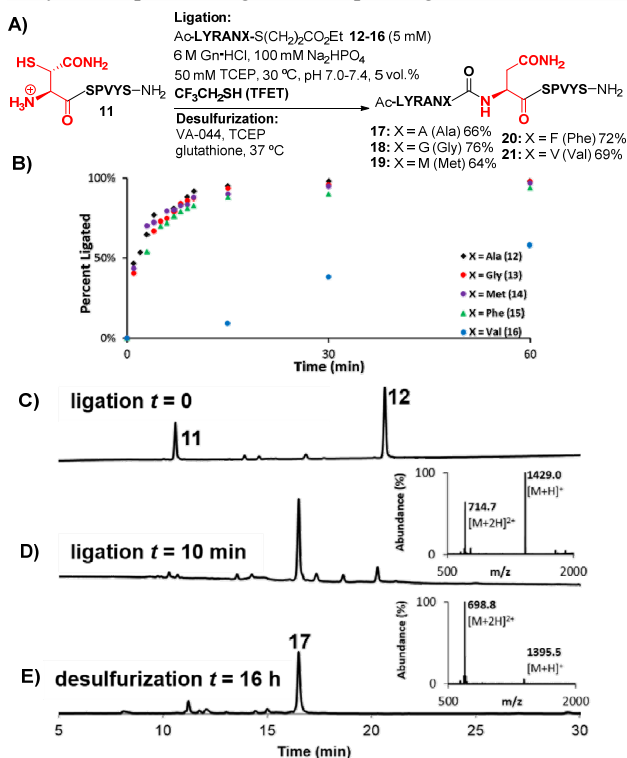 A)
Ligation:
Ac-LYRANX-S(CH₂)₂CO₂Et 12-16 (5 mM)
6 M Gn•HCl, 100 mM Na₂HPO₄
50 mM TCEP, 30 ºC, pH 7.0-7.4, 5 vol.%
CF₃CH₂SH (TFET)
Desulfurization:
VA-044, TCEP
glutathione, 37 ºC
HS
CONH₂
H₃N
+
O
SPVYS-NH₂
11
CONH₂
O
Ac-LYRANX
N
H
O
SPVYS-NH₂
17: X = A (Ala) 66%
18: X = G (Gly) 76%
19: X = M (Met) 64%
20: X = F (Phe) 72%
21: X = V (Val) 69%
B)
Percent Ligated
100%
50%
0%
0
30
60
Time (min)
X = Ala (12)
X = Gly (13)
X = Met (14)
X = Phe (15)
X = Val (16)
C)
ligation t = 0
11
12
D)
ligation t = 10 min
Abundance (%)
100
0
714.7
[M+2H]²⁺
1429.0
[M+H]⁺
500
m/z
2000
E)
desulfurization t = 16 h
17
Abundance (%)
100
0
698.8
[M+2H]²⁺
1395.5
[M+H]⁺
500
m/z
2000
5
10
15
20
25
30
Time (min)